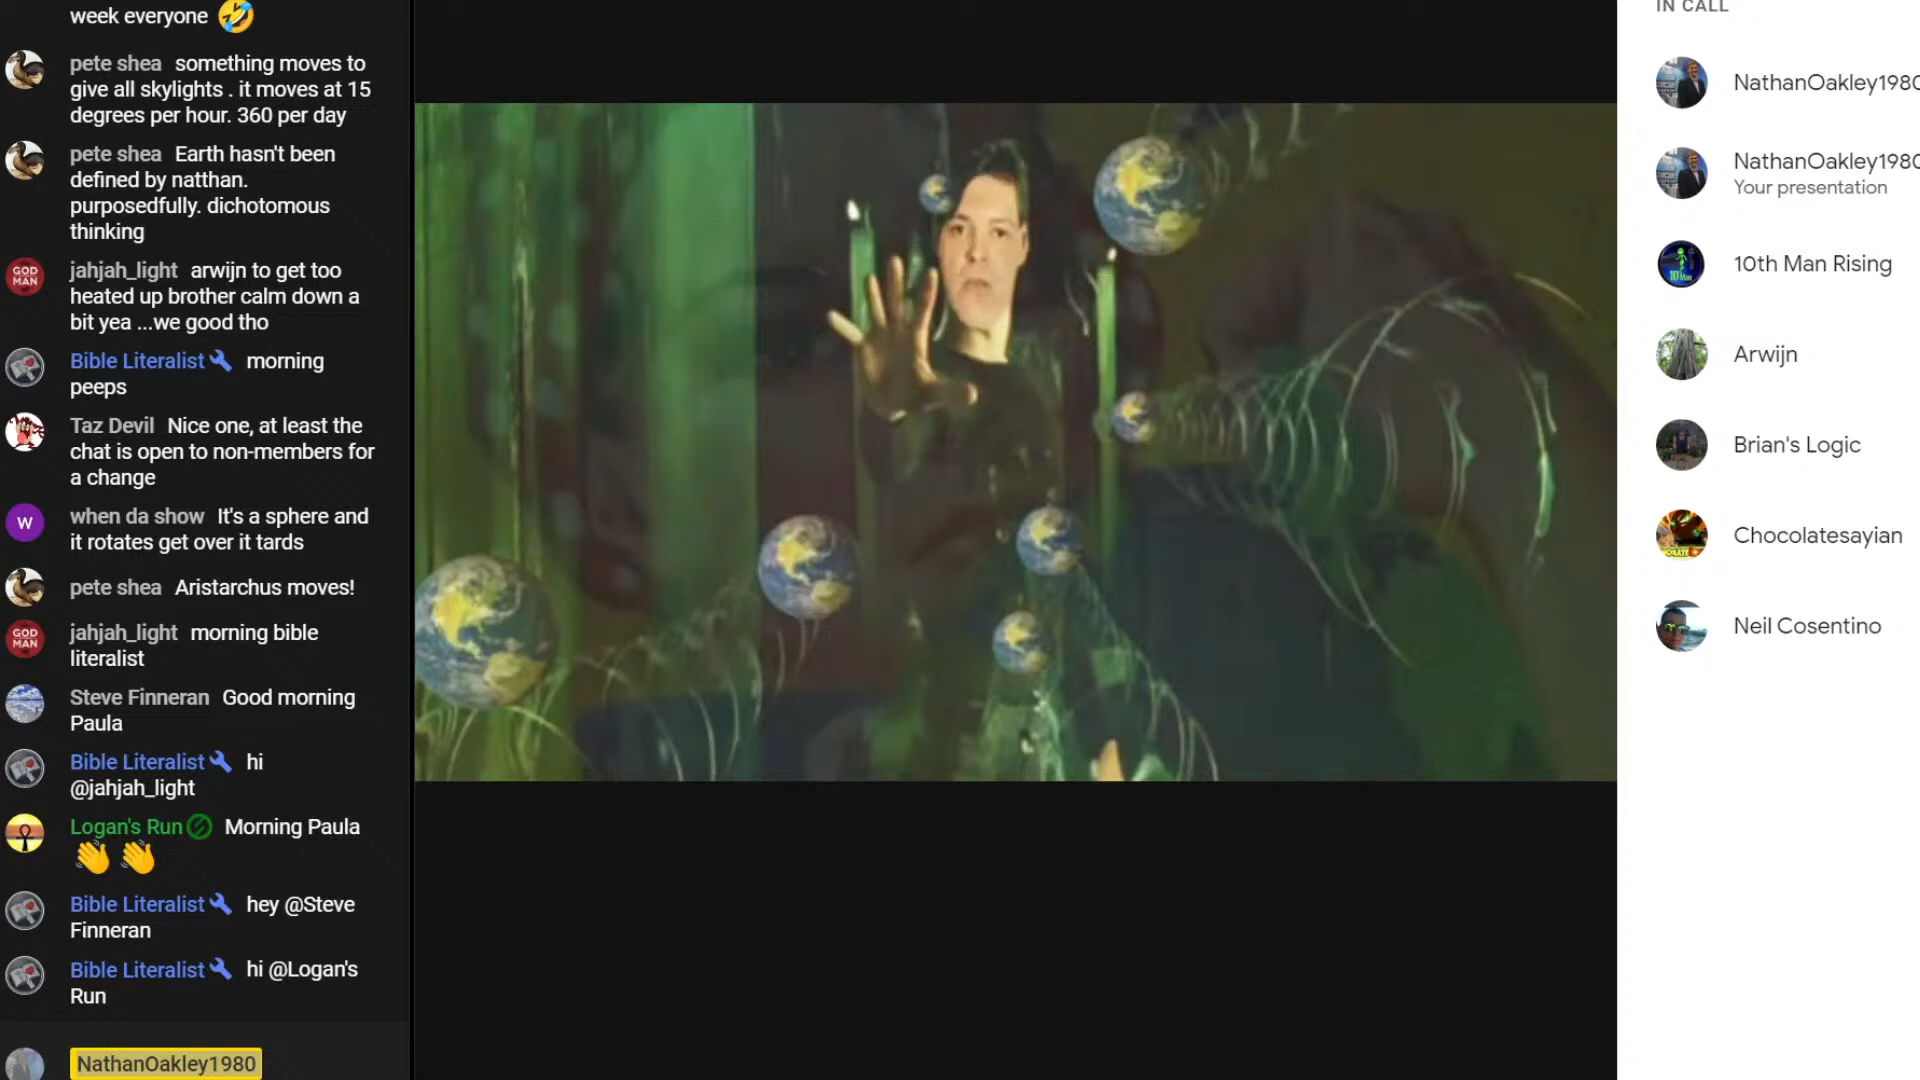 week everyone
pete shea something moves to
give all skylights . it moves at 15
degrees per hour. 360 per day
pete shea Earth hasn't been
defined by natthan.
purposedfully. dichotomous
thinking
GOD
MAN
jahjah_light arwijn to get too
heated up brother calm down a
bit yea ...we good tho
Bible Literalist morning
peeps
Taz Devil Nice one, at least the
chat is open to non-members for
a change
W
when da show It's a sphere and
it rotates get over it tards
pete shea Aristarchus moves!
GOD
MAN
jahjah_light morning bible
literalist
Steve Finneran Good morning
Paula
Bible Literalist hi
@jahjah_light
Logan's Run Morning Paula
Bible Literalist hey @Steve
Finneran
Bible Literalist hi @Logan's
Run
NathanOakley1980
IN CALL
NathanOakley1980
NathanOakley1980
Your presentation
10th Man Rising
Arwijn
Brian's Logic
Chocolatesayian
Neil Cosentino